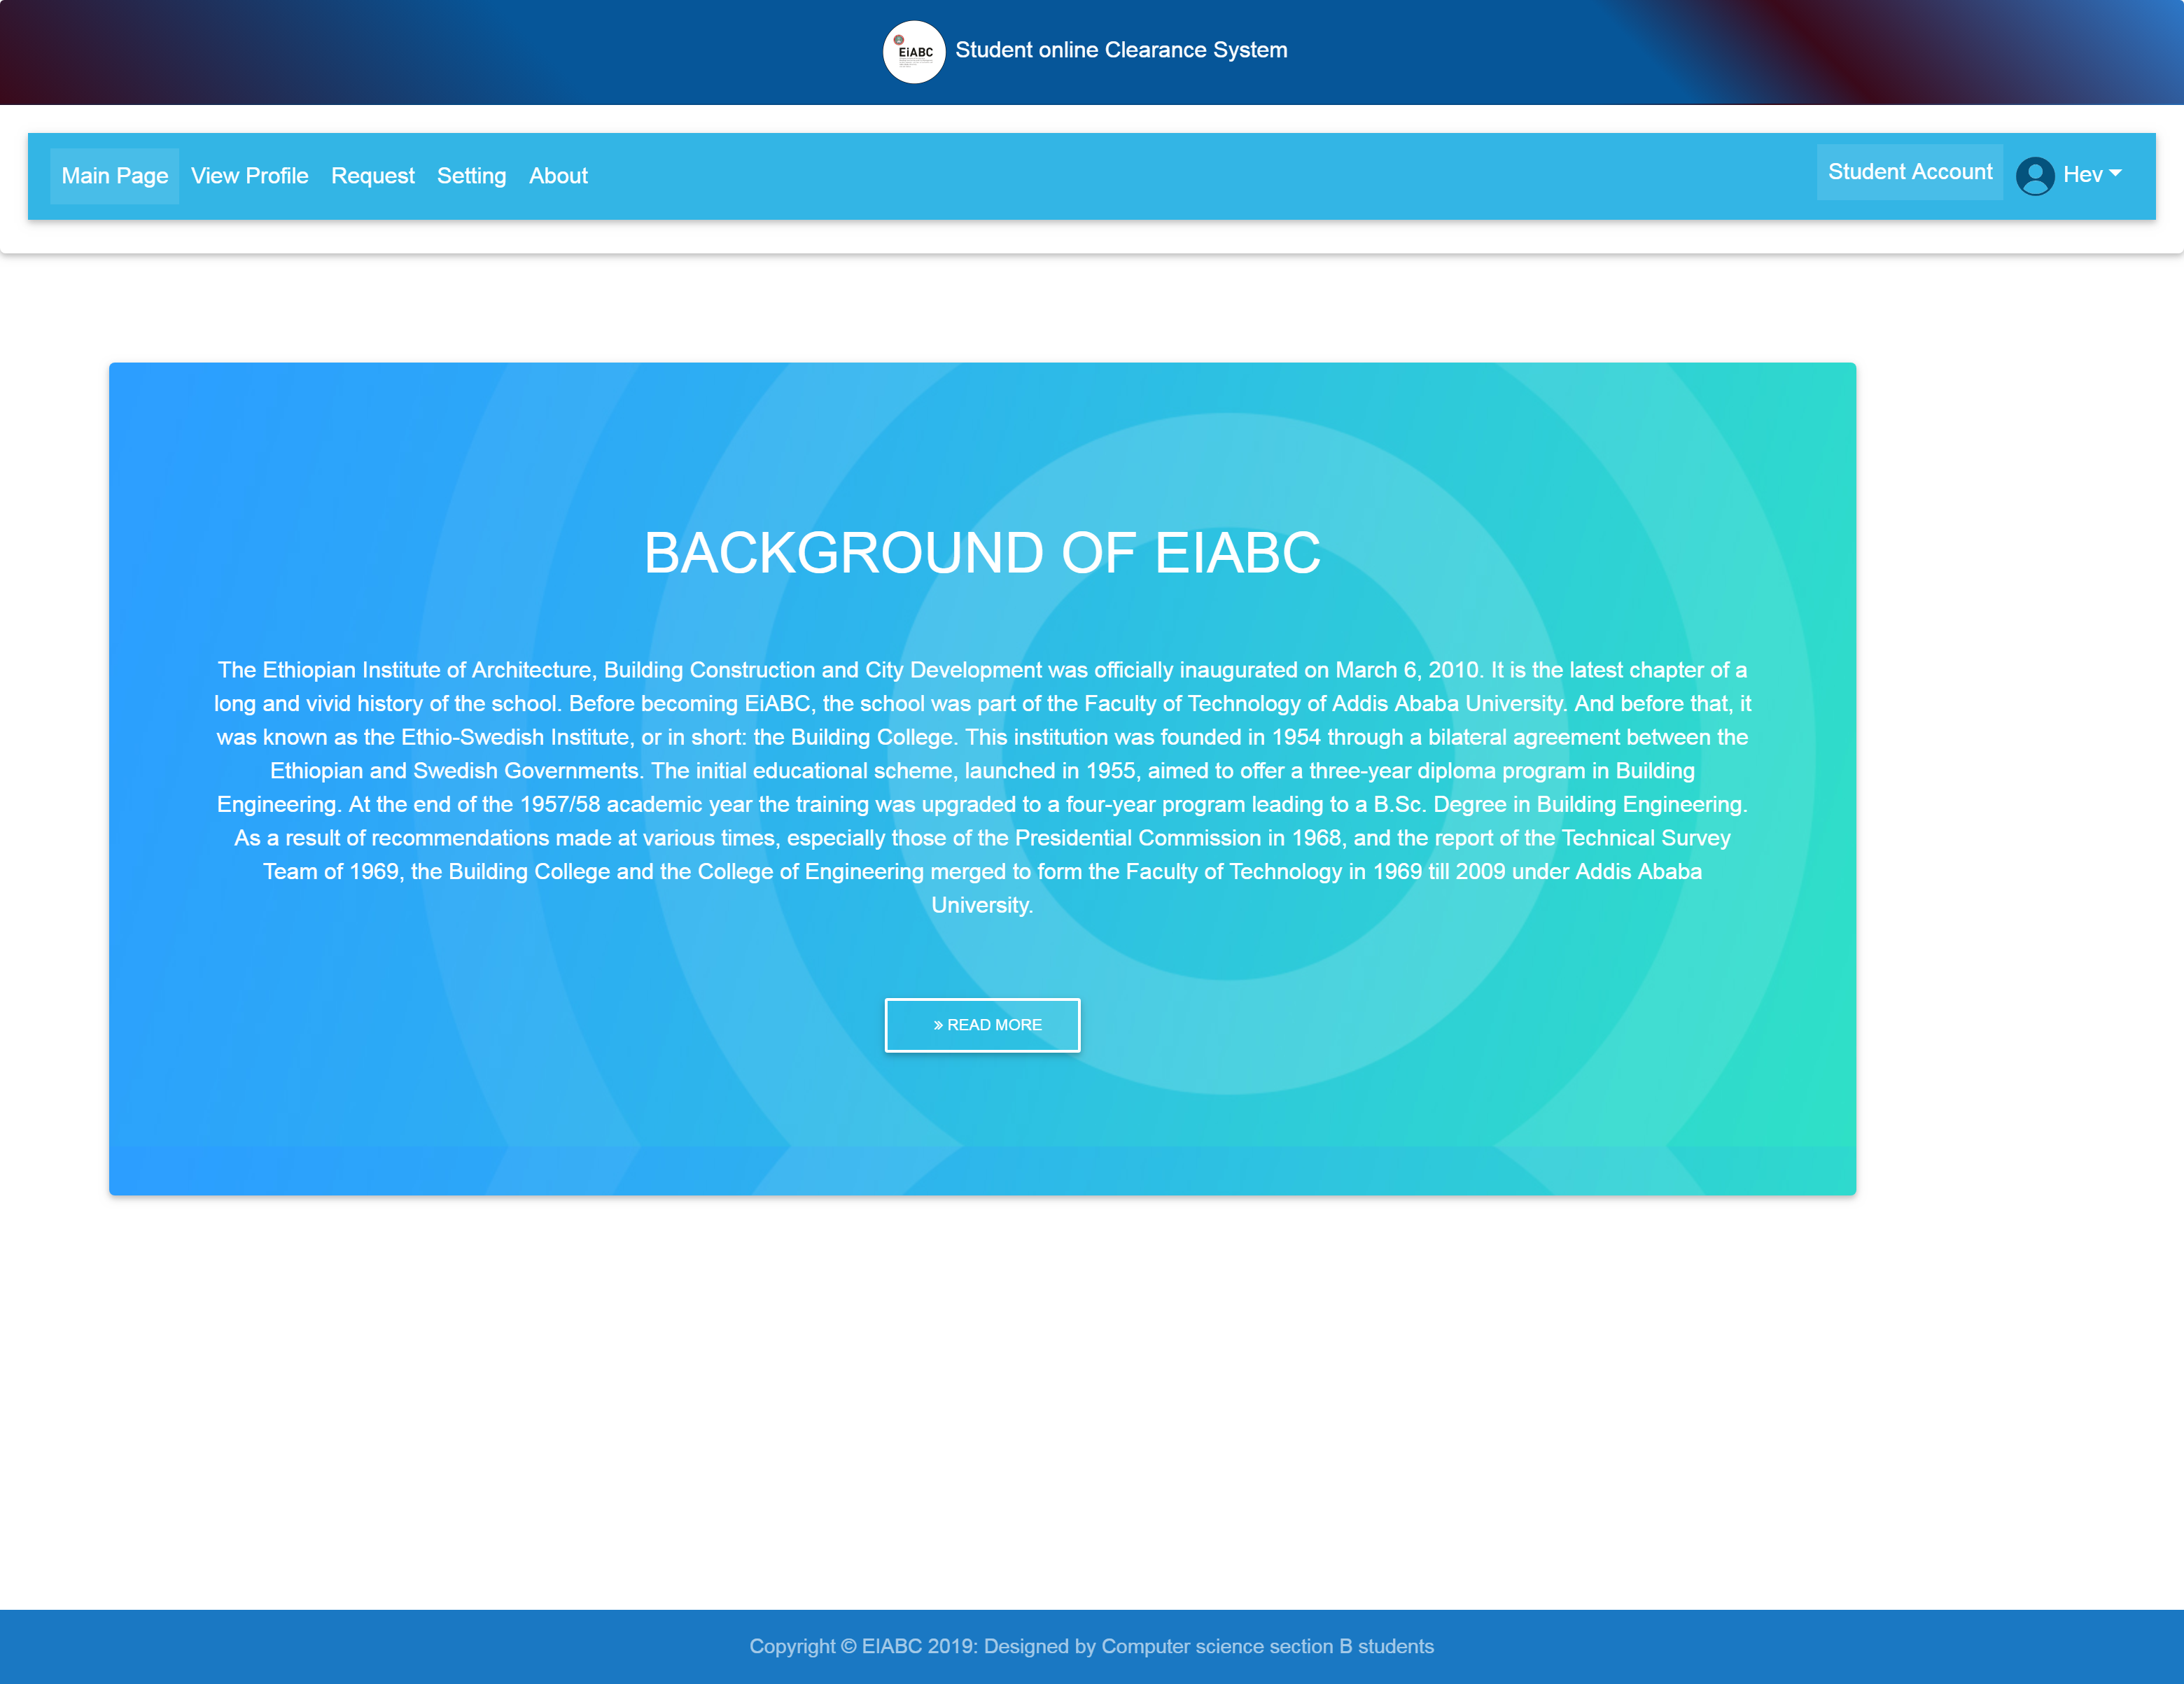 EiABC
Student online Clearance System
Main Page
View Profile
Request
Setting
About
Student Account
Hev
BACKGROUND OF EIABC
The Ethiopian Institute of Architecture, Building Construction and City Development was officially inaugurated on March 6, 2010. It is the latest chapter of a
long and vivid history of the school. Before becoming EiABC, the school was part of the Faculty of Technology of Addis Ababa University. And before that, it
was known as the Ethio-Swedish Institute, or in short: the Building College. This institution was founded in 1954 through a bilateral agreement between the
Ethiopian and Swedish Governments. The initial educational scheme, launched in 1955, aimed to offer a three-year diploma program in Building
Engineering. At the end of the 1957/58 academic year the training was upgraded to a four-year program leading to a B.Sc. Degree in Building Engineering.
As a result of recommendations made at various times, especially those of the Presidential Commission in 1968, and the report of the Technical Survey
Team of 1969, the Building College and the College of Engineering merged to form the Faculty of Technology in 1969 till 2009 under Addis Ababa
University.
» READ MORE
Copyright © EIABC 2019: Designed by Computer science section B students